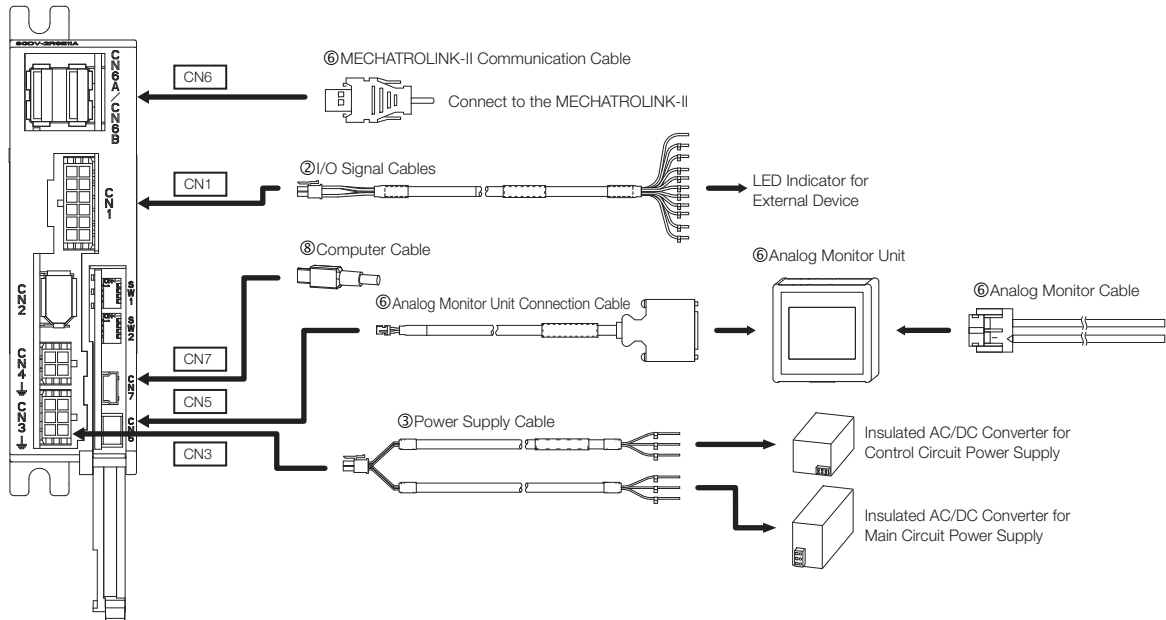 SGDV-2R9E11A
CN6A/CN6B
CN6
⑥MECHATROLINK-II Communication Cable
Connect to the MECHATROLINK-II
CN1
CN1
②I/O Signal Cables
LED Indicator for
External Device
⑧Computer Cable
⑥Analog Monitor Unit
⑥Analog Monitor Unit Connection Cable
⑥Analog Monitor Cable
SW1
CN2
SW2
CN4
CN7
CN7
CN5
CN3
CN3
③Power Supply Cable
Insulated AC/DC Converter for
Control Circuit Power Supply
Insulated AC/DC Converter for
Main Circuit Power Supply